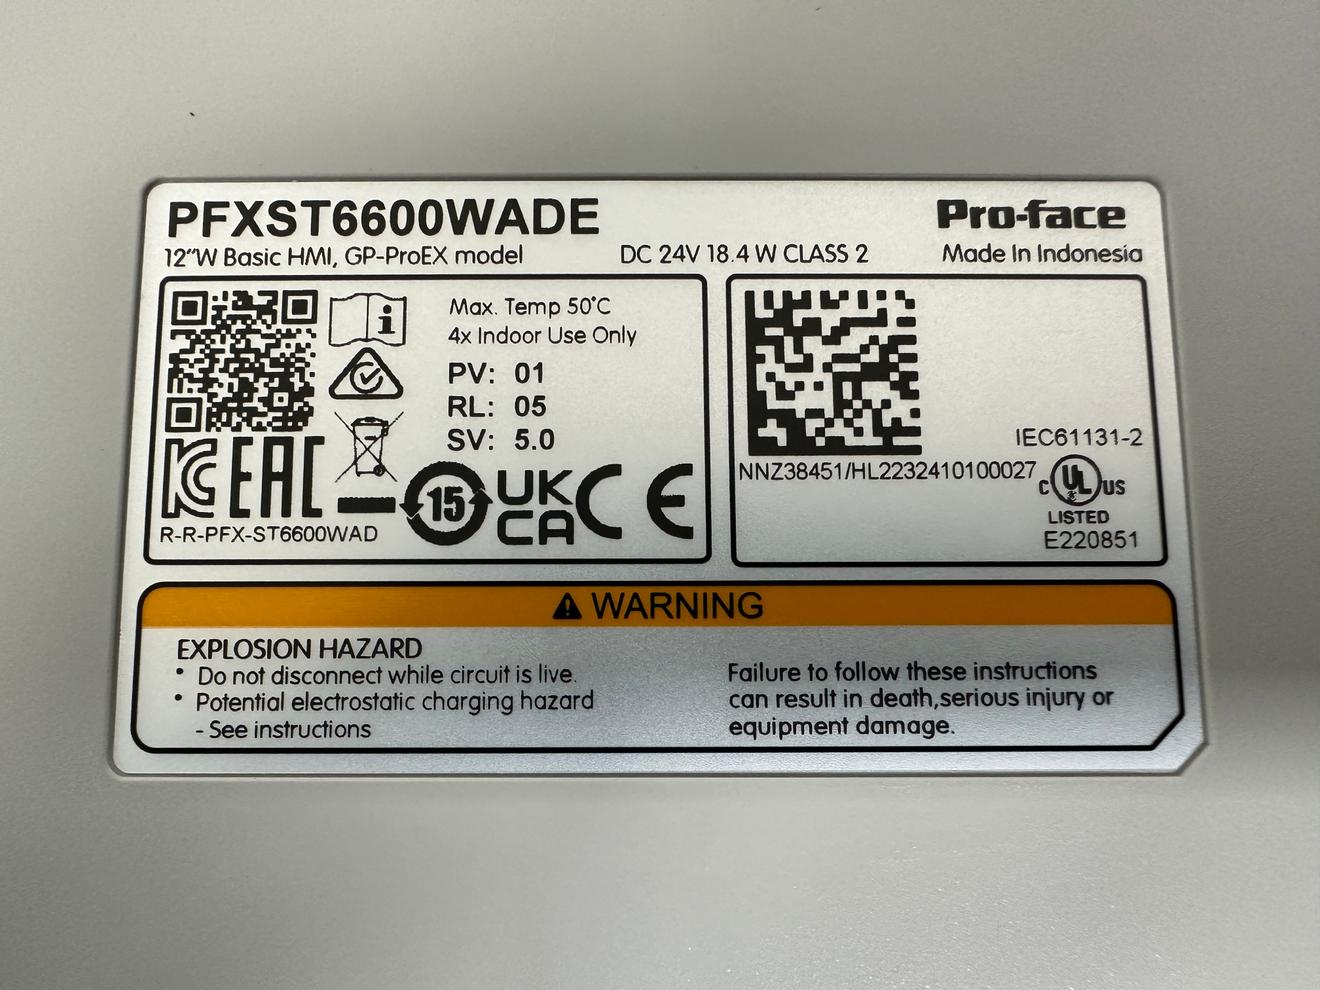 PFXST6600WADE
Pro-face
12"W Basic HMI, GP-ProEX model
DC 24V 18.4 W CLASS 2
Made In Indonesia
Max. Temp 50°C
4x Indoor Use Only
PV: 01
RL: 05
SV: 5.0
EAC
15
UK
CA
CE
R-R-PFX-ST6600WAD
IEC61131-2
NNZ38451/HL2232410100027
C UL US
LISTED
E220851
WARNING
EXPLOSION HAZARD
• Do not disconnect while circuit is live.
• Potential electrostatic charging hazard
- See instructions
Failure to follow these instructions
can result in death,serious injury or
equipment damage.